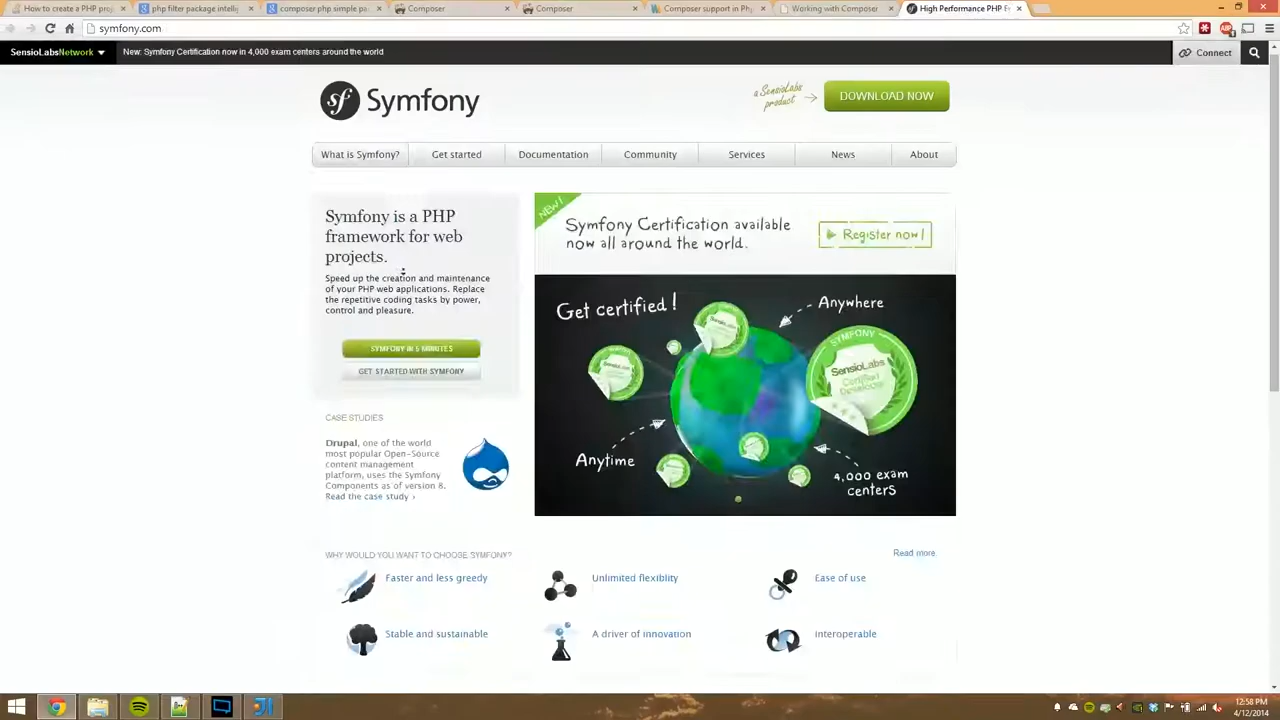 How to create a PHP proj
php filter package intellij
composer php simple pa
Composer
Composer
Composer support in Ph
Working with Composer
High Performance PHP F
symfony.com
SensioLabsNetwork
New: Symfony Certification now in 4,000 exam centers around the world
Connect
sf Symfony
a SensioLabs
product
DOWNLOAD NOW
What is Symfony?
Get started
Documentation
Community
Services
News
About
Symfony is a PHP
framework for web
projects.
Speed up the creation and maintenance
of your PHP web applications. Replace
the repetitive coding tasks by power,
control and pleasure.
SYMFONY IN 5 MINUTES
GET STARTED WITH SYMFONY
CASE STUDIES
Drupal, one of the world
most popular Open-Source
content management
platform, uses the Symfony
Components as of version 8.
Read the case study ›
NEW!
Symfony Certification available
now all around the world.
Register now!
Get certified!
Anywhere
SYMFONY
SensioLabs
Certified
Developer
Anytime
4,000 exam
centers
WHY WOULD YOU WANT TO CHOOSE SYMFONY?
Read more
Faster and less greedy
Unlimited flexiblity
Ease of use
Stable and sustainable
A driver of innovation
interoperable
12:58 PM
4/12/2014